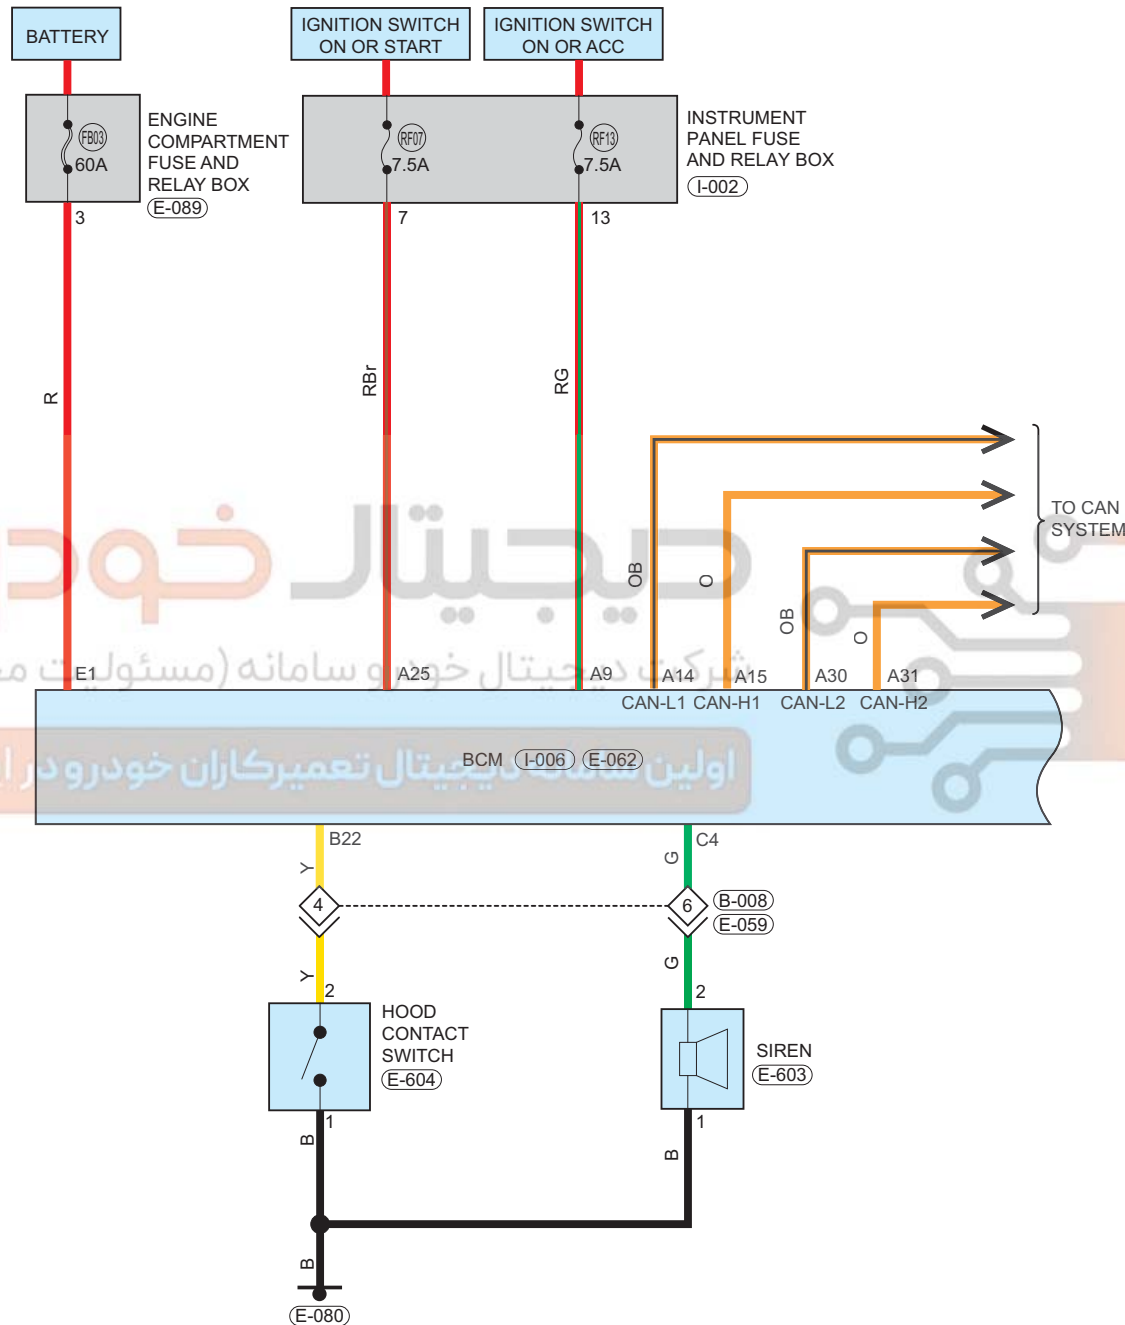 BATTERY
IGNITION SWITCH
ON OR START
IGNITION SWITCH
ON OR ACC
FB03
60A
ENGINE
COMPARTMENT
FUSE AND
RELAY BOX
E-089
RF07
7.5A
RF13
7.5A
INSTRUMENT
PANEL FUSE
AND RELAY BOX
I-002
3
7
13
R
RBr
RG
OB
O
OB
O
TO CAN
SYSTEM
دیجیتال خودرو
شرکت دیجیتال خودرو سامانه (مسئولیت
E1
A25
A9
A14
A15
A30
A31
CAN-L1
CAN-H1
CAN-L2
CAN-H2
BCM
I-006
E-062
اولین سامانه دیجیتال تعمیرکاران خودرو در
B22
C4
Y
G
4
6
B-008
E-059
Y
G
2
2
HOOD
CONTACT
SWITCH
E-604
SIREN
E-603
1
1
B
B
B
E-080